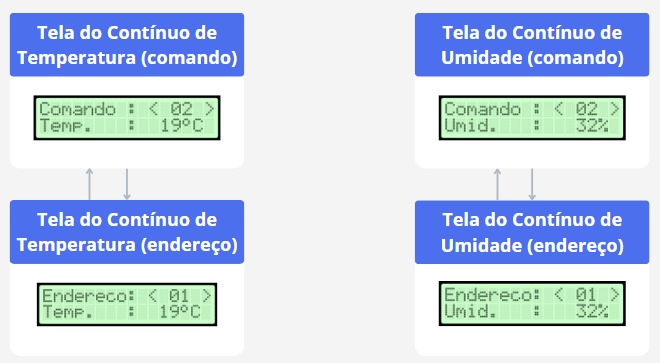 Tela do Contínuo de
Temperatura (comando)
Comando : < 02 >
Temp. : 19ºC
Tela do Contínuo de
Umidade (comando)
Comando : < 02 >
Umid. : 32%
Tela do Contínuo de
Temperatura (endereço)
Endereco: < 01 >
Temp. : 19ºC
Tela do Contínuo de
Umidade (endereço)
Endereco: < 01 >
Umid. : 32%